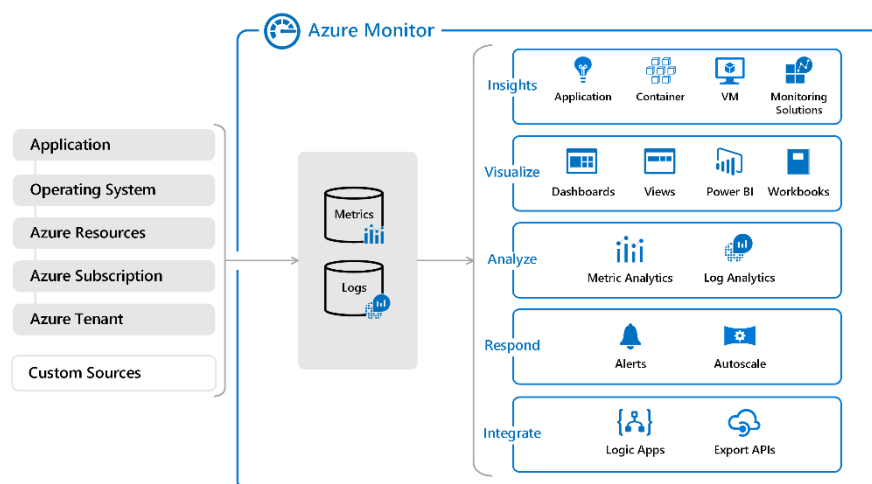 Azure Monitor
Application
Operating System
Azure Resources
Azure Subscription
Azure Tenant
Custom Sources
Metrics
Logs
Insights
Application
Container
VM
Monitoring
Solutions
Visualize
Dashboards
Views
Power BI
Workbooks
Analyze
Metric Analytics
Log Analytics
Respond
Alerts
Autoscale
Integrate
Logic Apps
Export APIs